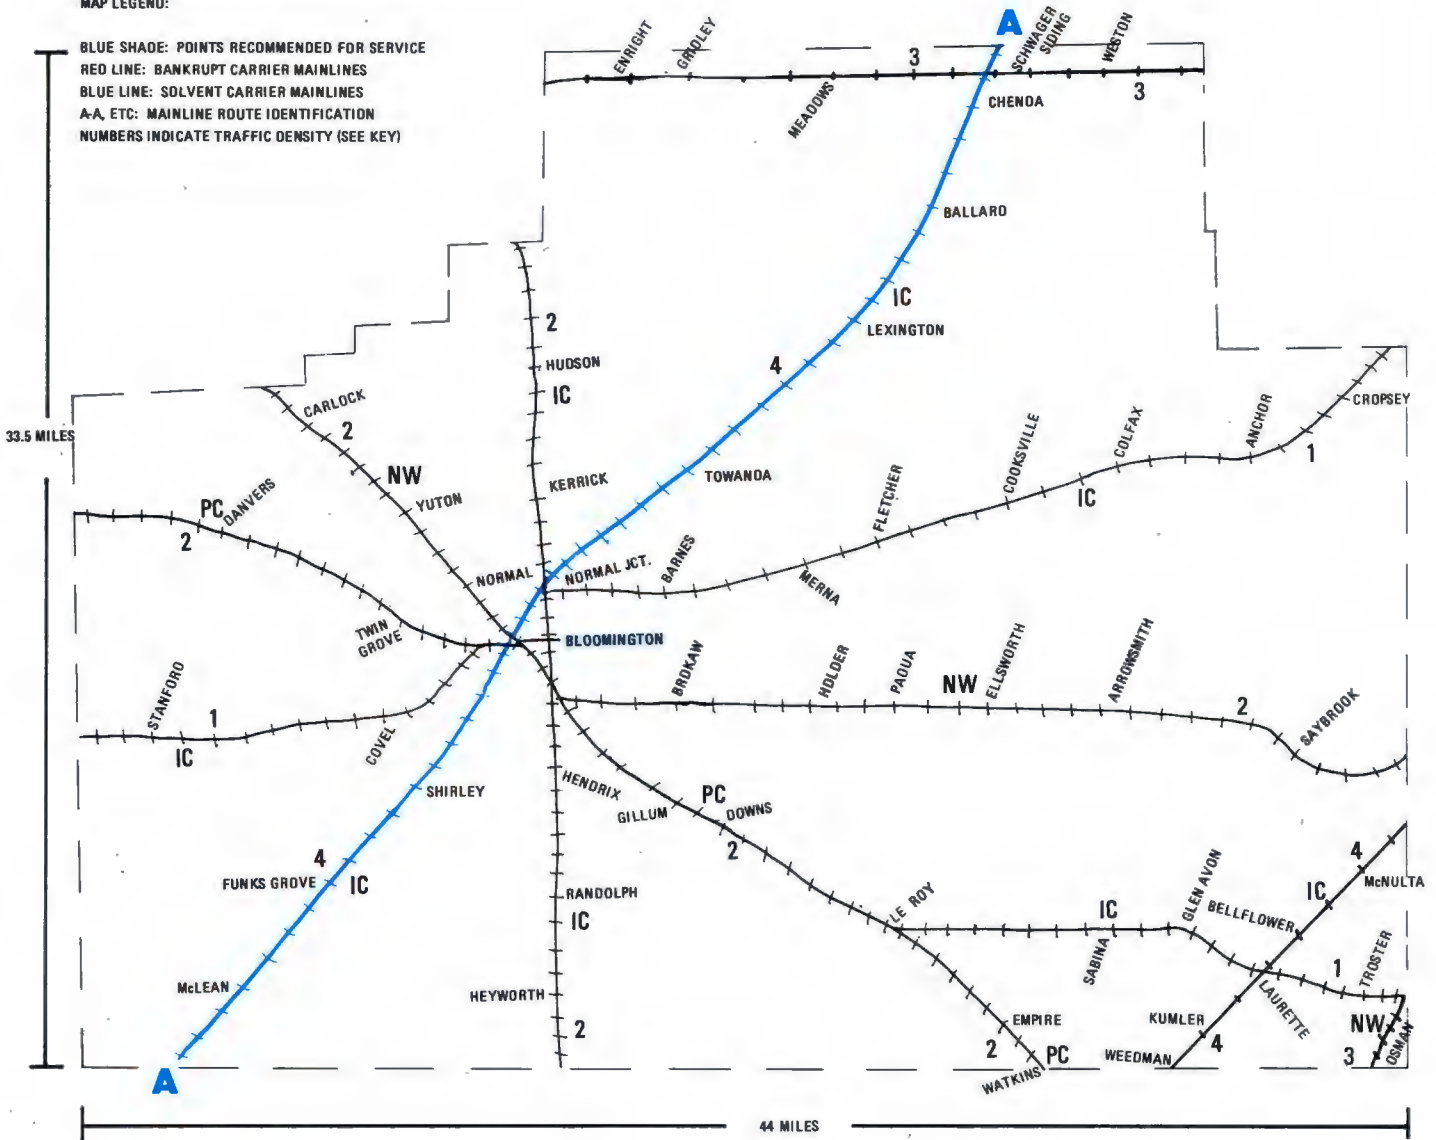 MAP LEGEND:
BLUE SHADE: POINTS RECOMMENDED FOR SERVICE
RED LINE: BANKRUPT CARRIER MAINLINES
BLUE LINE: SOLVENT CARRIER MAINLINES
A-A, ETC: MAINLINE ROUTE IDENTIFICATION
NUMBERS INDICATE TRAFFIC DENSITY (SEE KEY)
A
ENRIGHT
GRIDLEY
MEADOWS
3
SCHWAGER
SIDING
WESTON
3
CHENOA
BALLARD
IC
LEXINGTON
4
2
HUDSON
IC
CARLOCK
2
NW
YUTON
KERRICK
TOWANDA
33.5 MILES
CROPSEY
ANCHOR
1
COLFAX
IC
COOKSVILLE
FLETCHER
MERNA
BARNES
NORMAL JCT.
NORMAL
PC
DANVERS
2
TWIN
GROVE
BLOOMINGTON
STANFORD
1
IC
COVEL
BROKAW
HOLDER
PADUA
NW
ELLSWORTH
ARROWSMITH
2
SAYBROOK
SHIRLEY
HENDRIX
GILLUM
PC
DOWNS
2
4
FUNKS GROVE
IC
RANDOLPH
IC
LE ROY
IC
SABINA
GLEN AVON
BELLFLOWER
IC
4
McNULTA
1
TROSTER
LAURETTE
McLEAN
HEYWORTH
2
EMPIRE
2
PC
WATKINS
KUMLER
4
WEEDMAN
NW
3
OSMAN
A
44 MILES